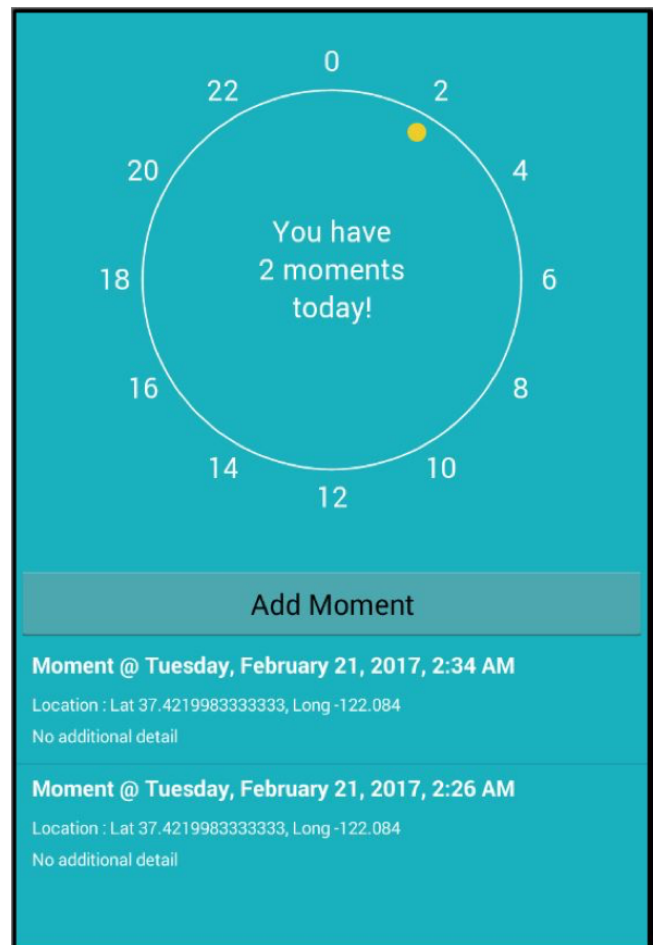 0
22
2
20
4
You have
2 moments
today!
18
6
16
8
14
10
12
Add Moment
Moment @ Tuesday, February 21, 2017, 2:34 AM
Location : Lat 37.4219983333333, Long -122.084
No additional detail
Moment @ Tuesday, February 21, 2017, 2:26 AM
Location : Lat 37.4219983333333, Long -122.084
No additional detail